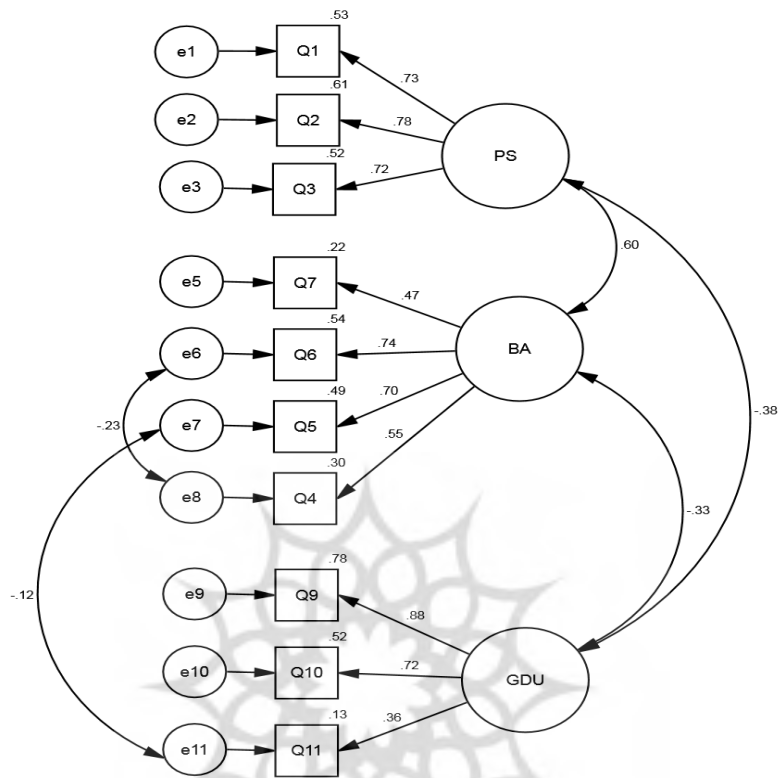 .53
e1 Q1
.73
.61
e2 Q2
.78
PS
.52
e3 Q3
.72
.60
.22
e5 Q7
.47
.54
e6 Q6
.74
BA
.49
-.23
e7 Q5
.70
-.38
.55
.30
e8 Q4
-.33
.78
-.12
e9 Q9
.88
.52
e10 Q10
.72
GDU
.13
.36
e11 Q11